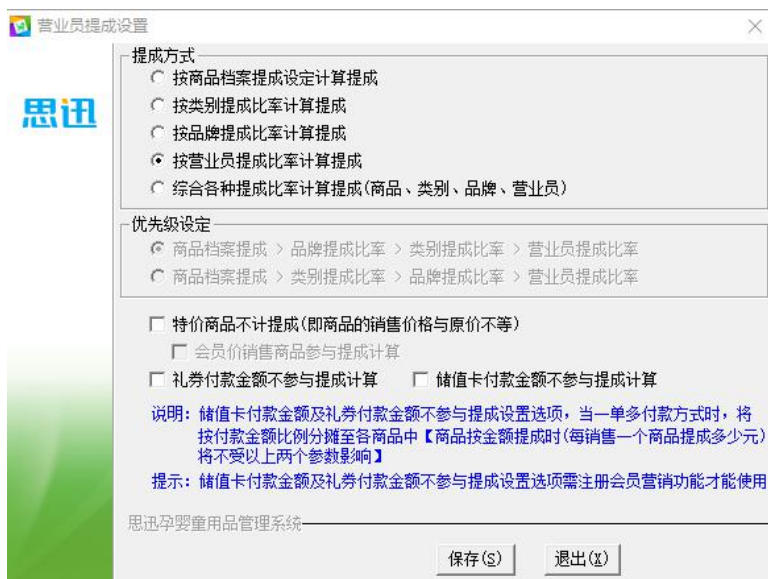 营业员提成设置
思迅
提成方式
按商品档案提成设定计算提成
按类别提成比率计算提成
按品牌提成比率计算提成
按营业员提成比率计算提成
综合各种提成比率计算提成(商品、类别、品牌、营业员)
优先级设定
商品档案提成 > 品牌提成比率 > 类别提成比率 > 营业员提成比率
商品档案提成 > 类别提成比率 > 品牌提成比率 > 营业员提成比率
特价商品不计提成(即商品的销售价格与原价不等)
会员价销售商品参与提成计算
礼券付款金额不参与提成计算 储值卡付款金额不参与提成计算
说明：储值卡付款金额及礼券付款金额不参与提成设置选项，当一单多付款方式时，将
按付款金额比例分摊至各商品中【商品按金额提成时(每销售一个商品提成多少元)
将不受以上两个参数影响】
提示：储值卡付款金额及礼券付款金额不参与提成设置选项需注册会员营销功能才能使用
思迅孕婴童用品管理系统
保存(S) 退出(X)